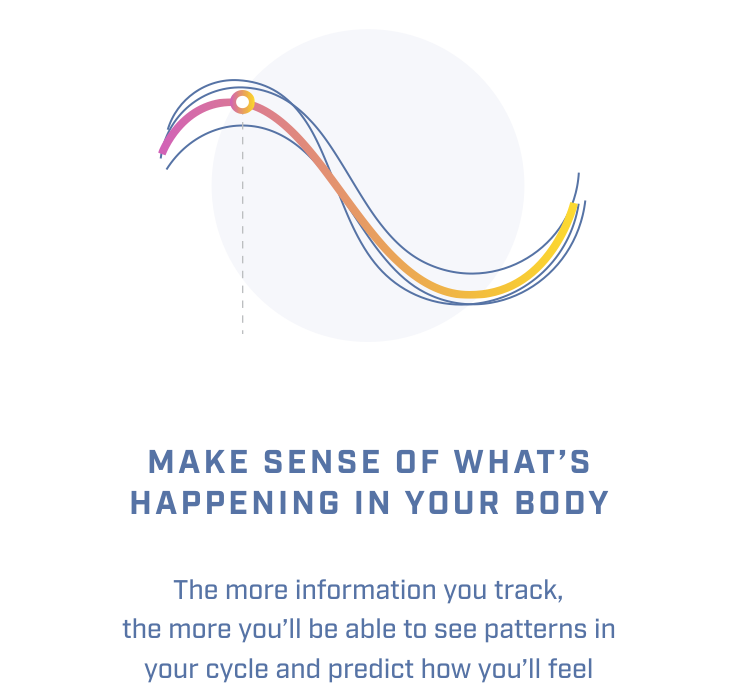 MAKE SENSE OF WHAT’S
HAPPENING IN YOUR BODY
The more information you track,
the more you’ll be able to see patterns in
your cycle and predict how you’ll feel